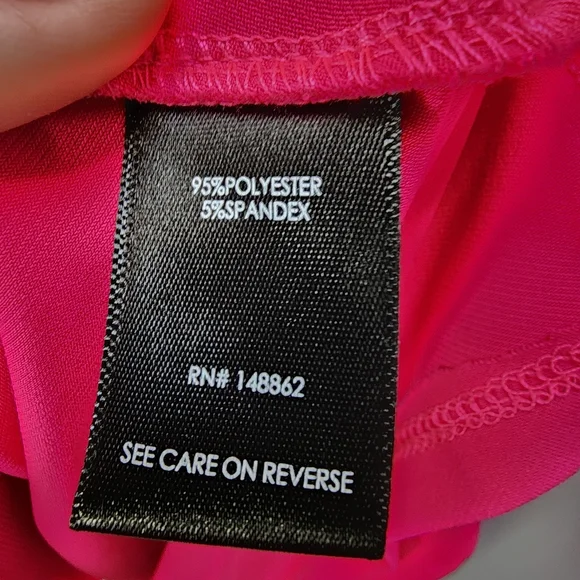 95%POLYESTER
5%SPANDEX
RN# 148862
SEE CARE ON REVERSE